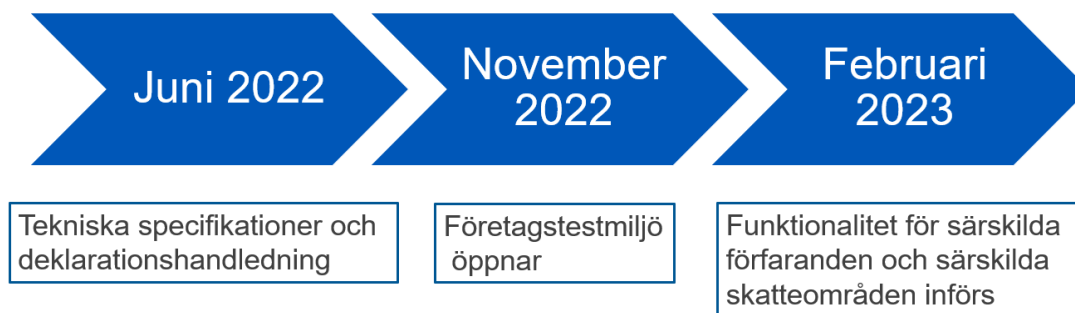 Juni 2022
November
2022
Februari
2023
Tekniska specifikationer och
deklarationshandledning
Företagstestmiljö
öppnar
Funktionalitet för särskilda
förfaranden och särskilda
skatteområden införs